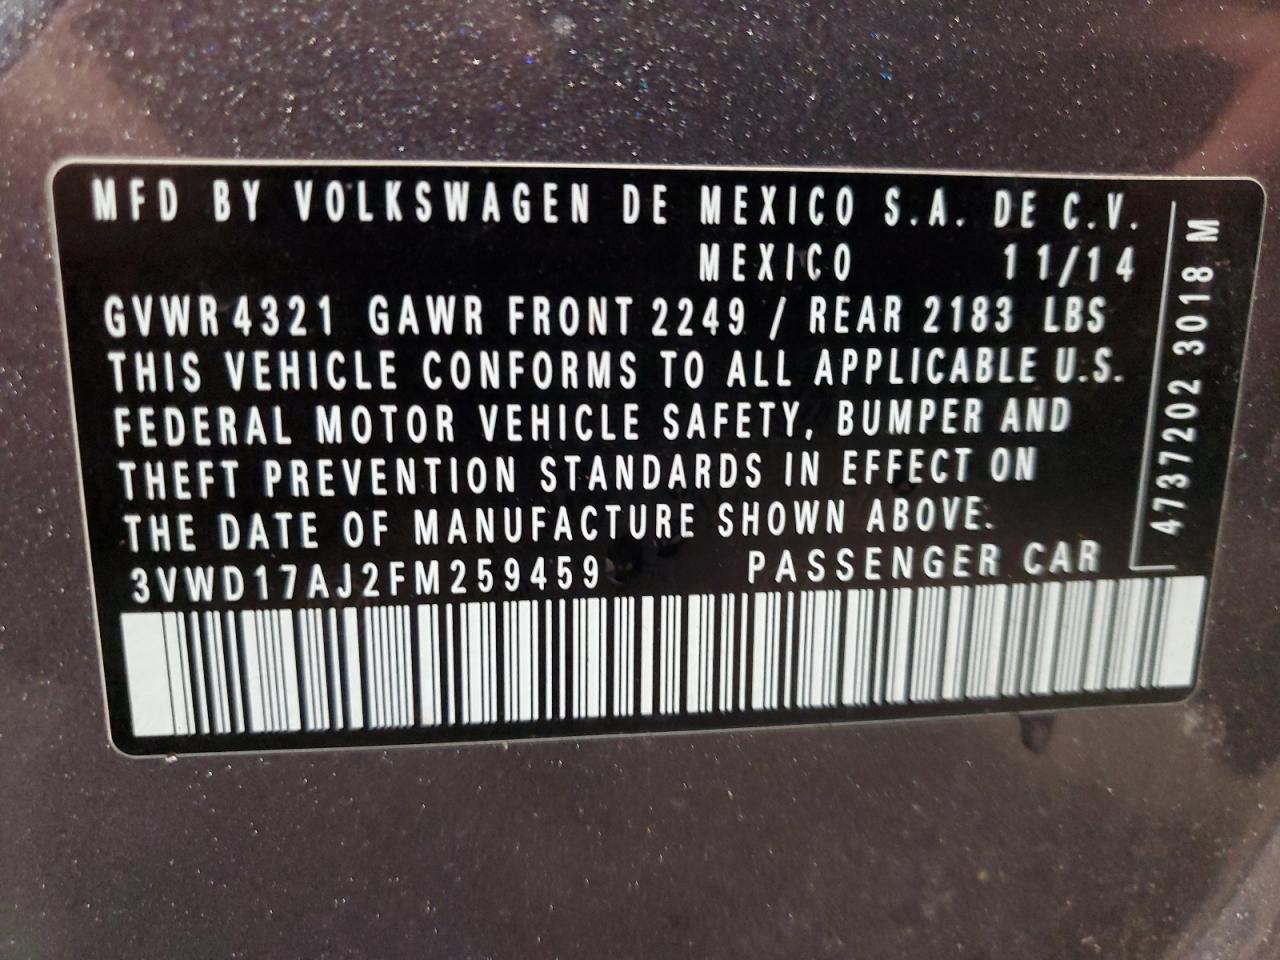 MFD BY VOLKSWAGEN DE MEXICO S.A. DE C.V.
MEXICO 11/14
GVWR 4321 GAWR FRONT 2249 / REAR 2183 LBS
THIS VEHICLE CONFORMS TO ALL APPLICABLE U.S.
FEDERAL MOTOR VEHICLE SAFETY, BUMPER AND
THEFT PREVENTION STANDARDS IN EFFECT ON
THE DATE OF MANUFACTURE SHOWN ABOVE.
3VWD17AJ2FM259459 PASSENGER CAR
4737202 3018 M